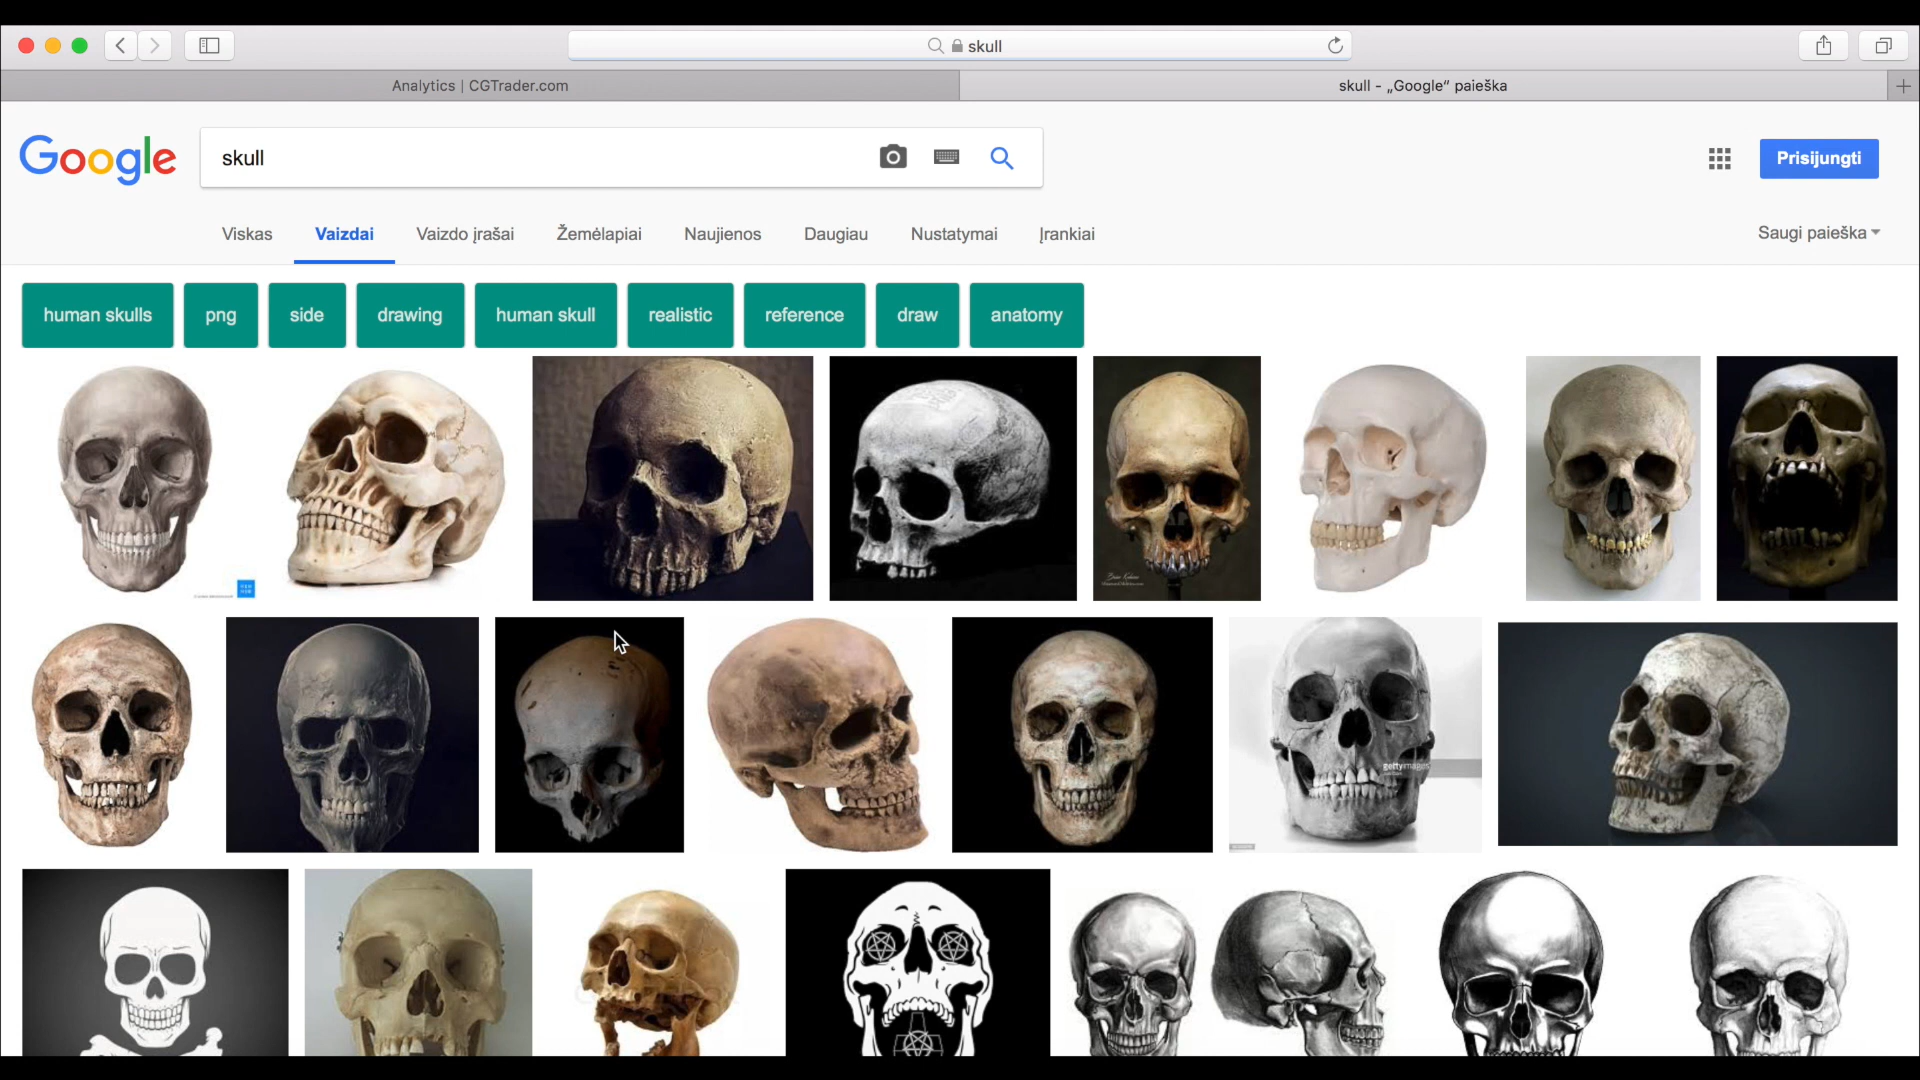 skull
Analytics | CGTrader.com
skull - „Google“ paieška
Google
skull
Prisijungti
Viskas
Vaizdai
Vaizdo įrašai
Žemėlapiai
Naujienos
Daugiau
Nustatymai
Įrankiai
Saugi paieška
human skulls
png
side
drawing
human skull
realistic
reference
draw
anatomy
gettyimages